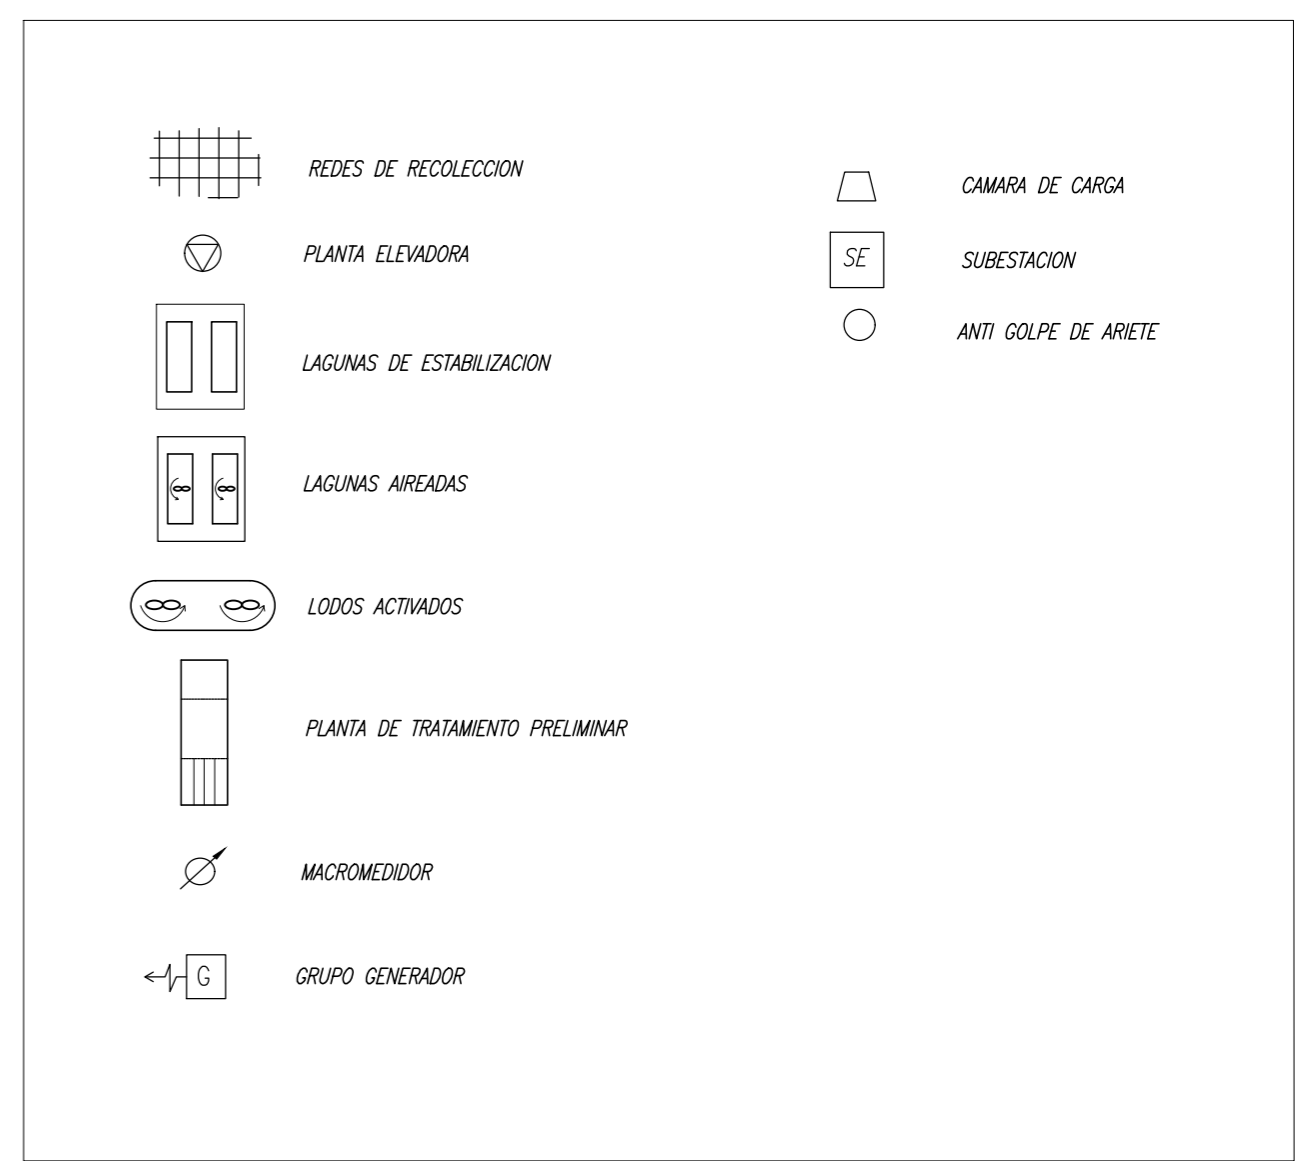 REDES DE RECOLECCION
PLANTA ELEVADORA
LAGUNAS DE ESTABILIZACION
LAGUNAS AIREADAS
LODOS ACTIVADOS
PLANTA DE TRATAMIENTO PRELIMINAR
MACROMEDIDOR
G
GRUPO GENERADOR
CAMARA DE CARGA
SE
SUBESTACION
ANTI GOLPE DE ARIETE